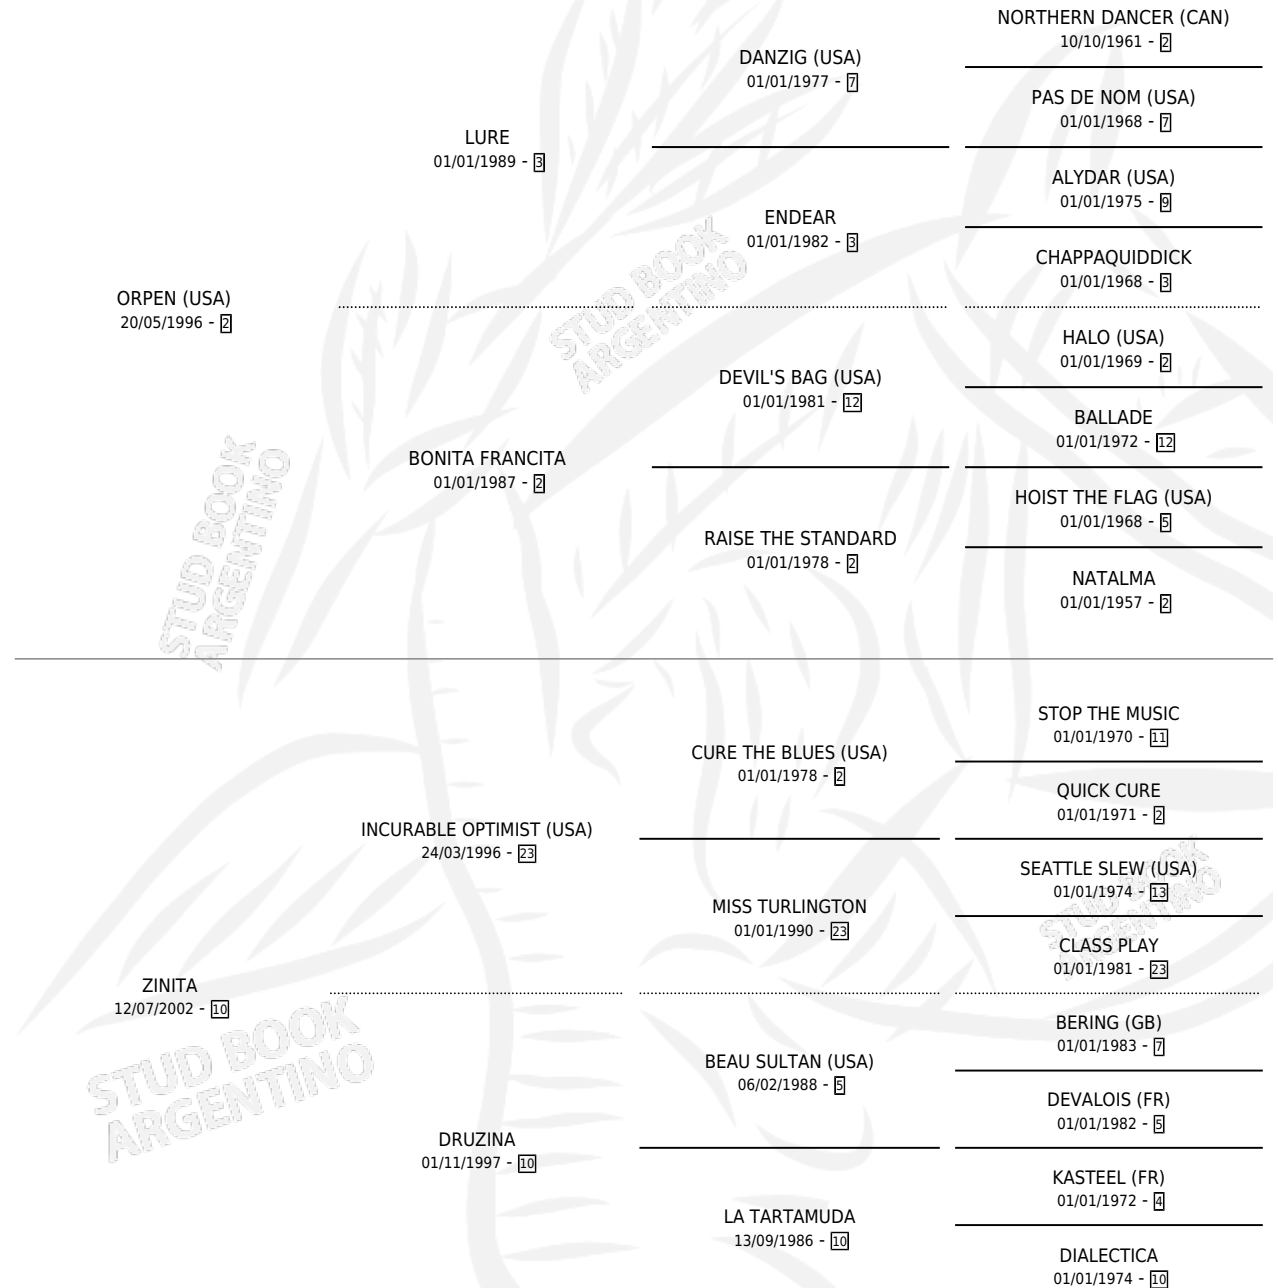 NORTHERN DANCER (CAN)
10/10/1961 - 2
DANZIG (USA)
01/01/1977 - 7
PAS DE NOM (USA)
01/01/1968 - 7
LURE
01/01/1989 - 3
ALYDAR (USA)
01/01/1975 - 9
ENDEAR
01/01/1982 - 3
CHAPPAQUIDDICK
01/01/1968 - 3
ORPEN (USA)
20/05/1996 - 2
STUD BOOK
ARGENTINO
HALO (USA)
01/01/1969 - 2
DEVIL'S BAG (USA)
01/01/1981 - 12
BALLADE
01/01/1972 - 12
BONITA FRANCITA
01/01/1987 - 2
HOIST THE FLAG (USA)
01/01/1968 - 5
RAISE THE STANDARD
01/01/1978 - 2
NATALMA
01/01/1957 - 2
STUD BOOK
ARGENTINO
STOP THE MUSIC
01/01/1970 - 11
CURE THE BLUES (USA)
01/01/1978 - 2
QUICK CURE
01/01/1971 - 2
INCURABLE OPTIMIST (USA)
24/03/1996 - 23
SEATTLE SLEW (USA)
01/01/1974 - 13
MISS TURLINGTON
01/01/1990 - 23
STUD BOOK
ARGENTINO
CLASS PLAY
01/01/1981 - 23
ZINITA
12/07/2002 - 10
STUD BOOK
ARGENTINO
BERING (GB)
01/01/1983 - 7
BEAU SULTAN (USA)
06/02/1988 - 5
DEVALOIS (FR)
01/01/1982 - 5
DRUZINA
01/11/1997 - 10
KASTEEL (FR)
01/01/1972 - 4
LA TARTAMUDA
13/09/1986 - 10
DIALECTICA
01/01/1974 - 10